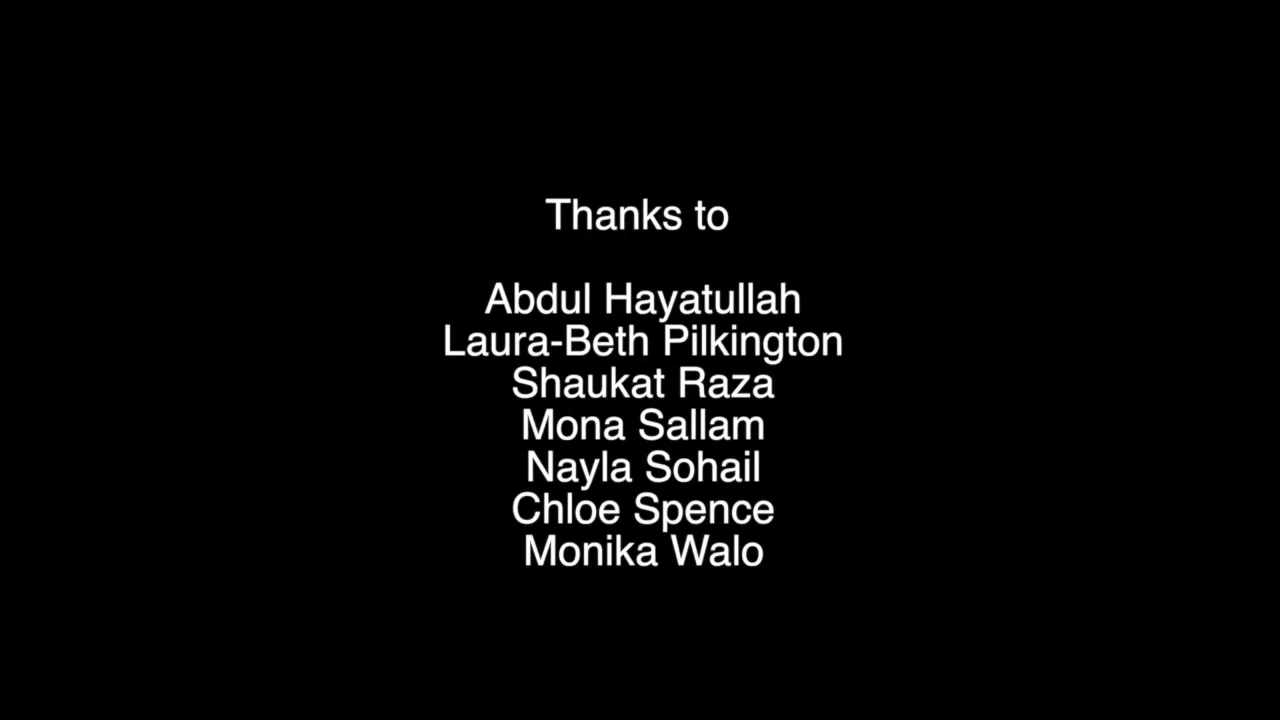 Thanks to
Abdul Hayatullah
Laura-Beth Pilkington
Shaukat Raza
Mona Sallam
Nayla Sohail
Chloe Spence
Monika Walo